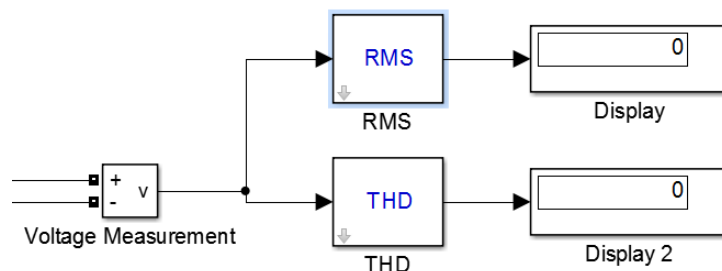 RMS
0
RMS
Display
+
-
v
THD
0
Voltage Measurement
THD
Display 2